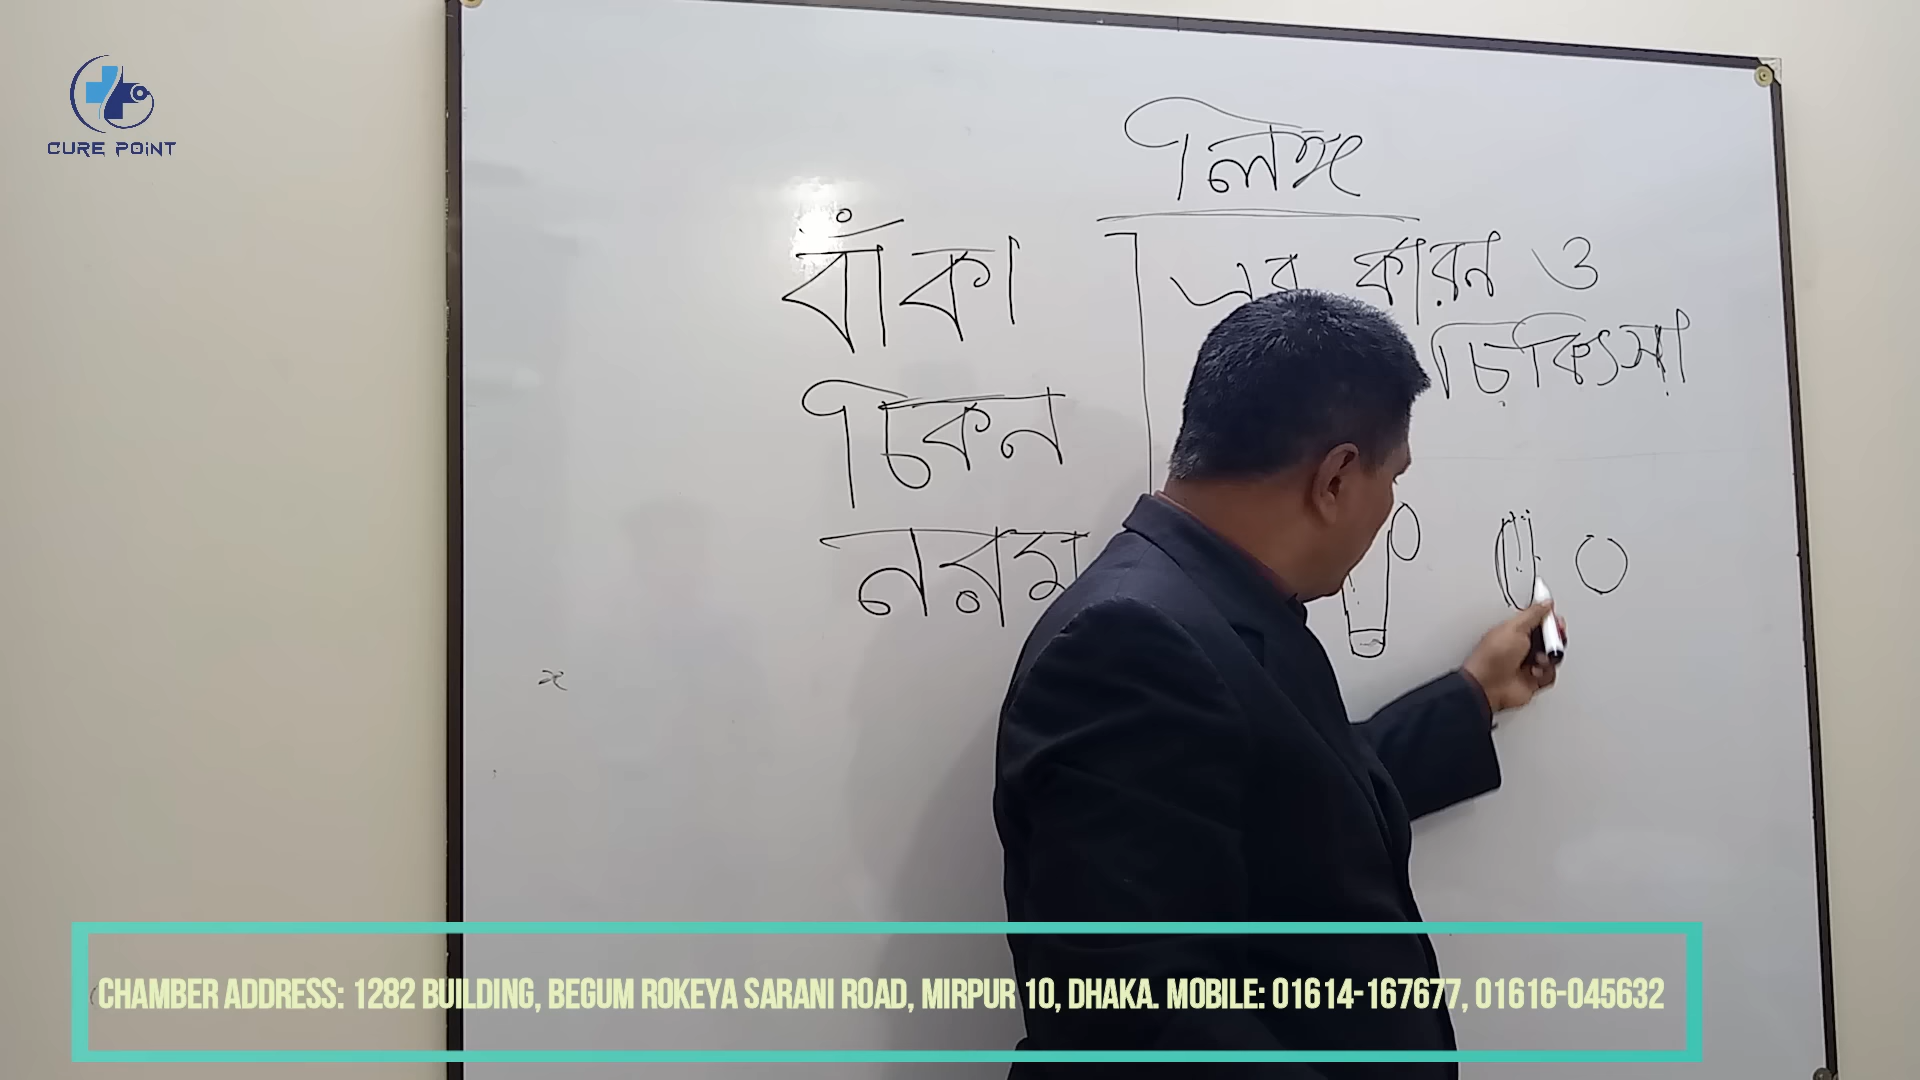 CURE POINT
লিঙ্গ
বাঁকা
এর কারন ও
চিকিৎসা
চিকন
নরম
CHAMBER ADDRESS: 1282 BUILDING, BEGUM ROKEYA SARANI ROAD, MIRPUR 10, DHAKA. MOBILE: 01614-167677, 01616-045632